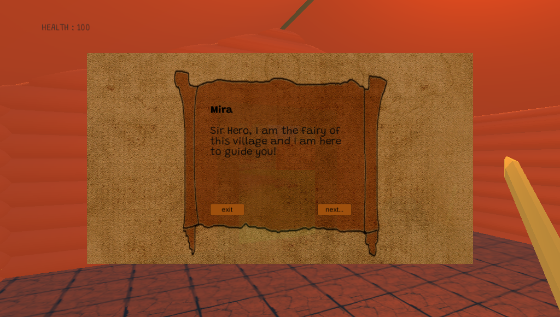 HEALTH : 100
Mira
Sir Hero, I am the fairy of
this village and I am here
to guide you!
exit
next...